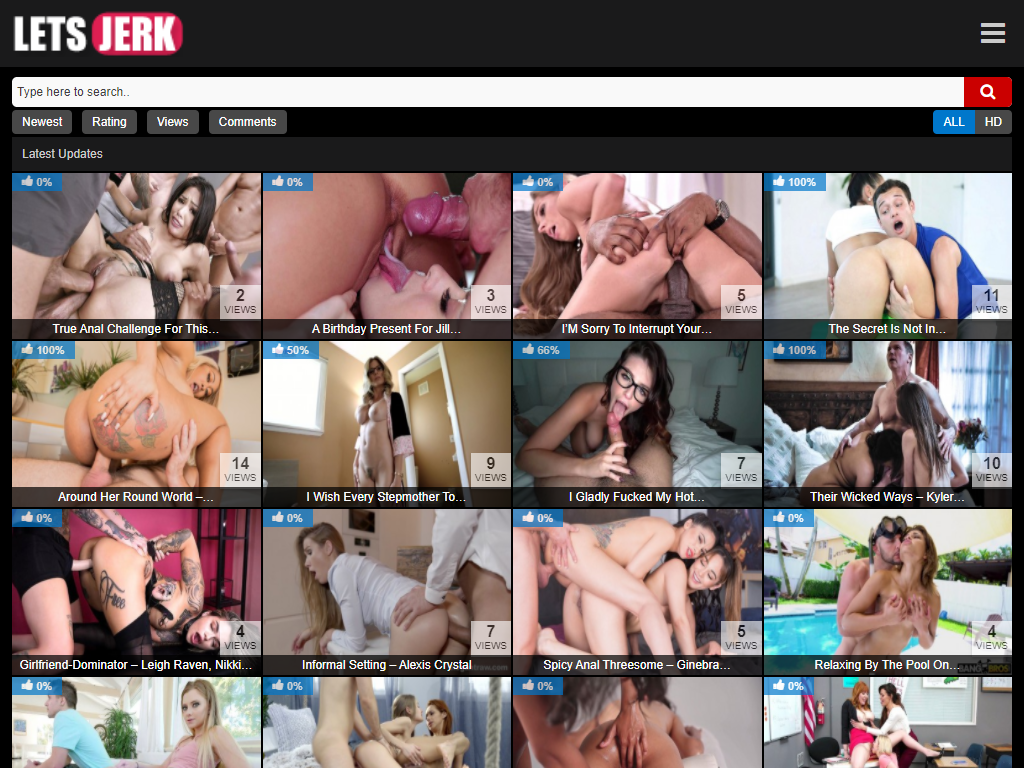 LETS JERK
Type here to search..
Newest Rating Views Comments ALL HD
Latest Updates
0% 0% 0% 100%
2 3 5 11
VIEWS VIEWS VIEWS VIEWS
True Anal Challenge For This... A Birthday Present For Jill... I'M Sorry To Interrupt Your... The Secret Is Not In...
100% 50% 66% 100%
14 9 7 10
VIEWS VIEWS VIEWS VIEWS
Around Her Round World –... I Wish Every Stepmother To... I Gladly Fucked My Hot... Their Wicked Ways – Kyler...
0% 0% 0% 0%
Free
4 7 5 4
VIEWS VIEWS VIEWS VIEWS
Girlfriend-Dominator – Leigh Raven, Nikki... Informal Setting – Alexis Crystal Spicy Anal Threesome – Ginebra... Relaxing By The Pool On...
0% 0% 0% 0%